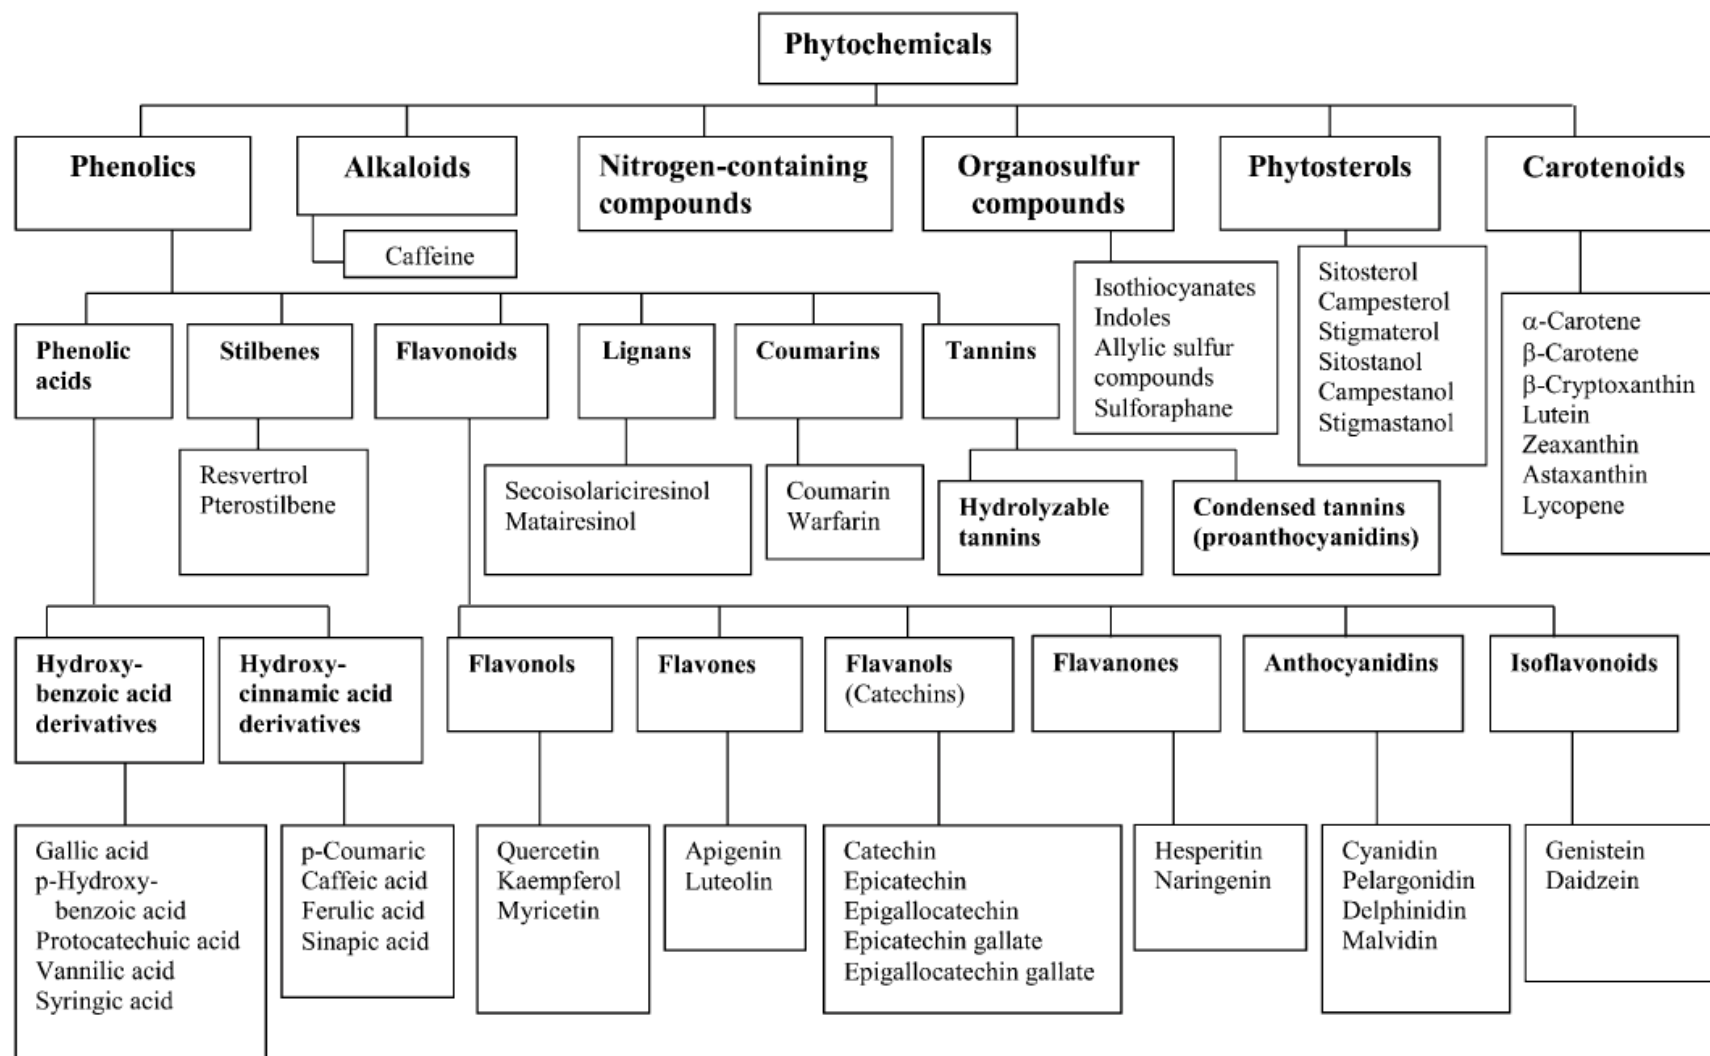 Phytochemicals
Phenolics
Alkaloids
Nitrogen-containing
compounds
Organosulfur
compounds
Phytosterols
Carotenoids
Caffeine
Isothiocyanates
Indoles
Allylic sulfur
compounds
Sulforaphane
Sitosterol
Campesterol
Stigmaterol
Sitostanol
Campestanol
Stigmastanol
α-Carotene
β-Carotene
β-Cryptoxanthin
Lutein
Zeaxanthin
Astaxanthin
Lycopene
Phenolic
acids
Stilbenes
Flavonoids
Lignans
Coumarins
Tannins
Resvertrol
Pterostilbene
Secoisolariciresinol
Matairesinol
Coumarin
Warfarin
Hydrolyzable
tannins
Condensed tannins
(proanthocyanidins)
Hydroxy-
benzoic acid
derivatives
Hydroxy-
cinnamic acid
derivatives
Flavonols
Flavones
Flavanols
(Catechins)
Flavanones
Anthocyanidins
Isoflavonoids
Gallic acid
p-Hydroxy-
benzoic acid
Protocatechuic acid
Vannilic acid
Syringic acid
p-Coumaric
Caffeic acid
Ferulic acid
Sinapic acid
Quercetin
Kaempferol
Myricetin
Apigenin
Luteolin
Catechin
Epicatechin
Epigallocatechin
Epicatechin gallate
Epigallocatechin gallate
Hesperitin
Naringenin
Cyanidin
Pelargonidin
Delphinidin
Malvidin
Genistein
Daidzein